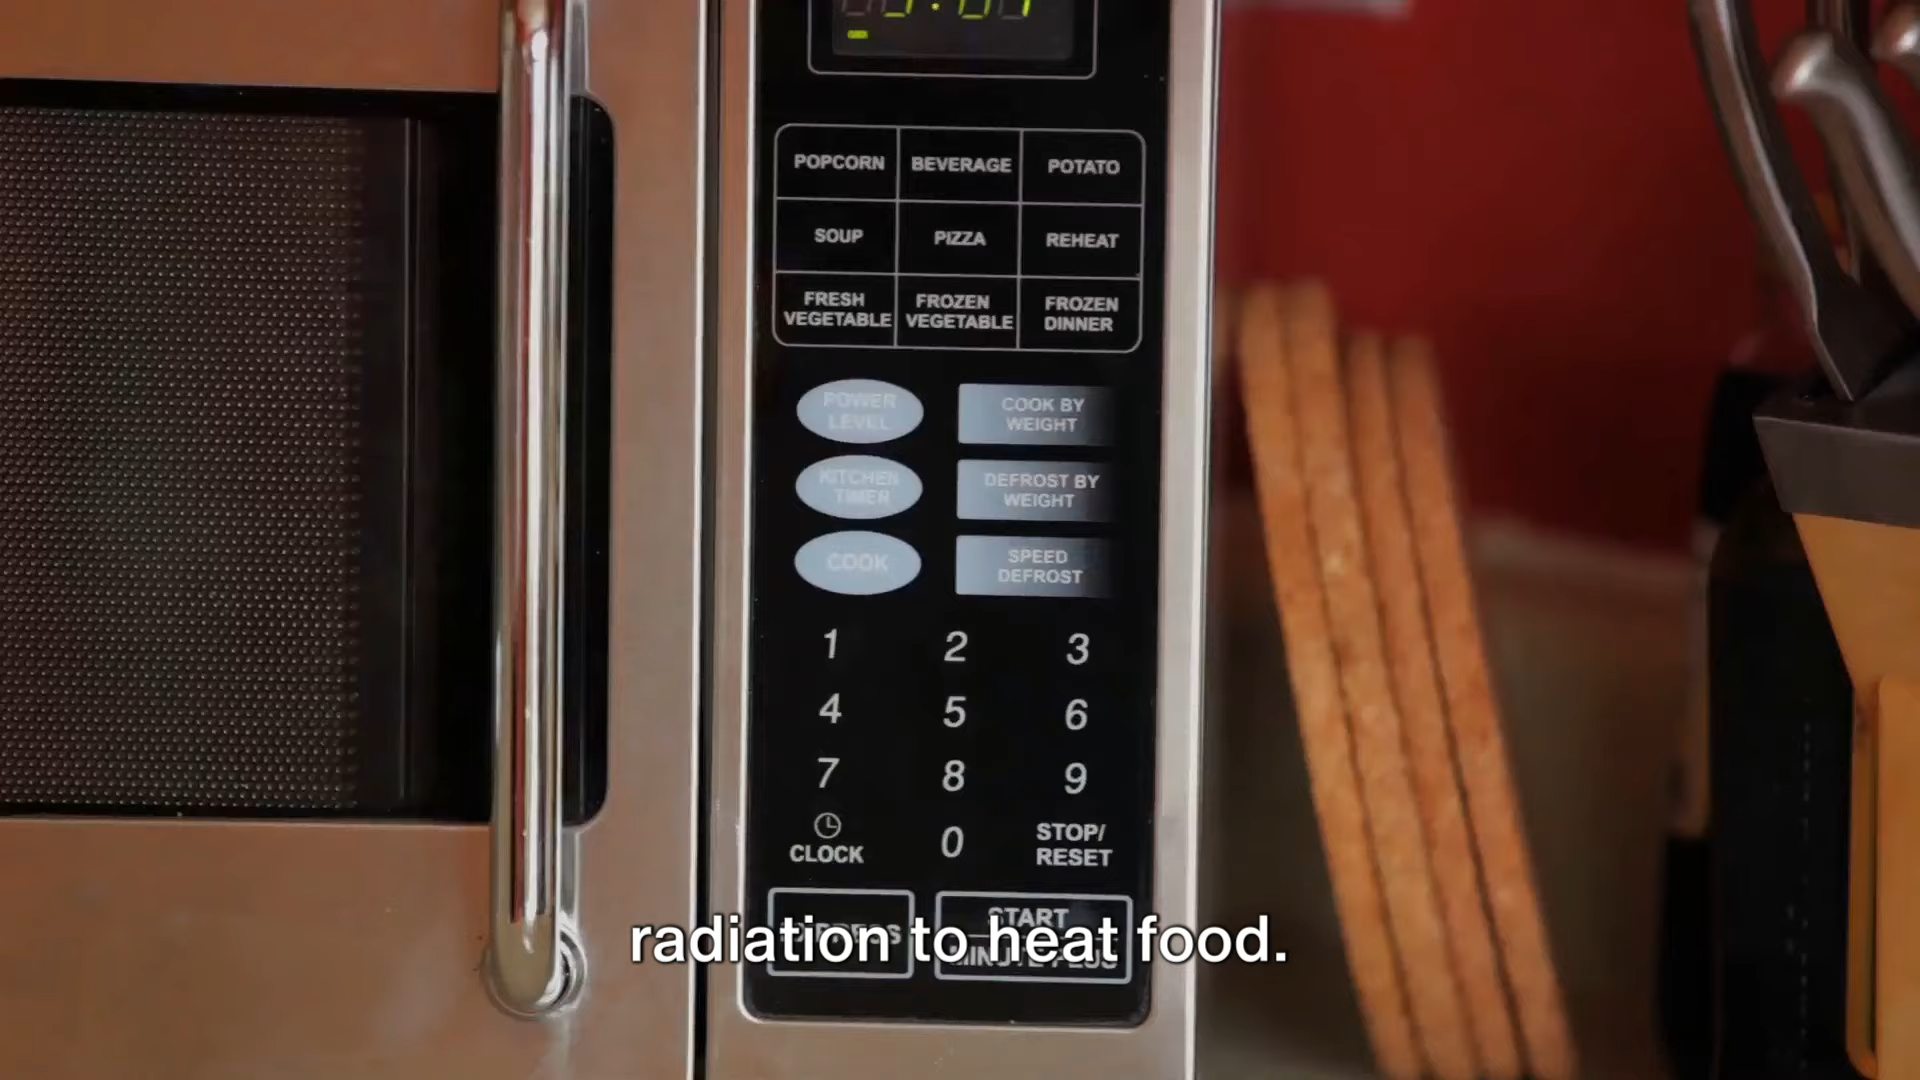 POPCORN BEVERAGE POTATO
SOUP PIZZA REHEAT
FRESH VEGETABLE FROZEN VEGETABLE FROZEN DINNER
POWER LEVEL COOK BY WEIGHT
KITCHEN TIMER DEFROST BY WEIGHT
COOK SPEED DEFROST
1 2 3
4 5 6
7 8 9
CLOCK 0 STOP/RESET
START
radiation to heat food.